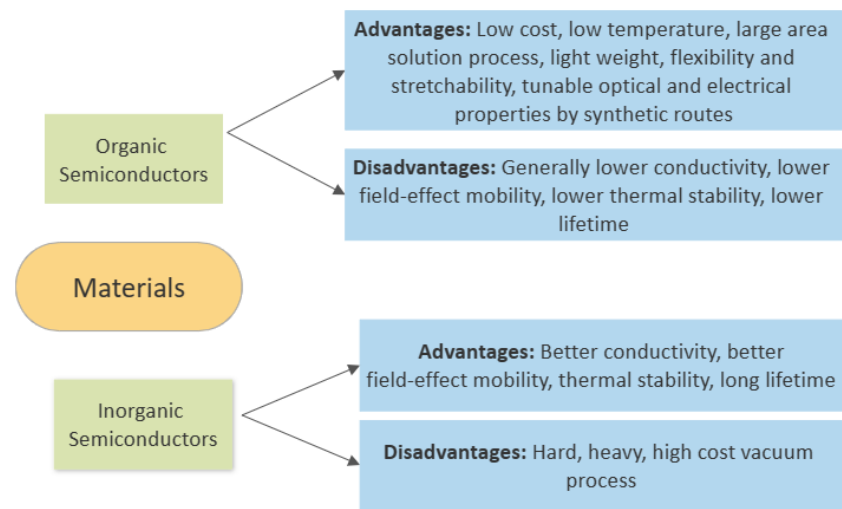 Advantages: Low cost, low temperature, large area
solution process, light weight, flexibility and
stretchability, tunable optical and electrical
properties by synthetic routes
Organic
Semiconductors
Disadvantages: Generally lower conductivity, lower
field-effect mobility, lower thermal stability, lower
lifetime
Materials
Advantages: Better conductivity, better
field-effect mobility, thermal stability, long lifetime
Inorganic
Semiconductors
Disadvantages: Hard, heavy, high cost vacuum
process